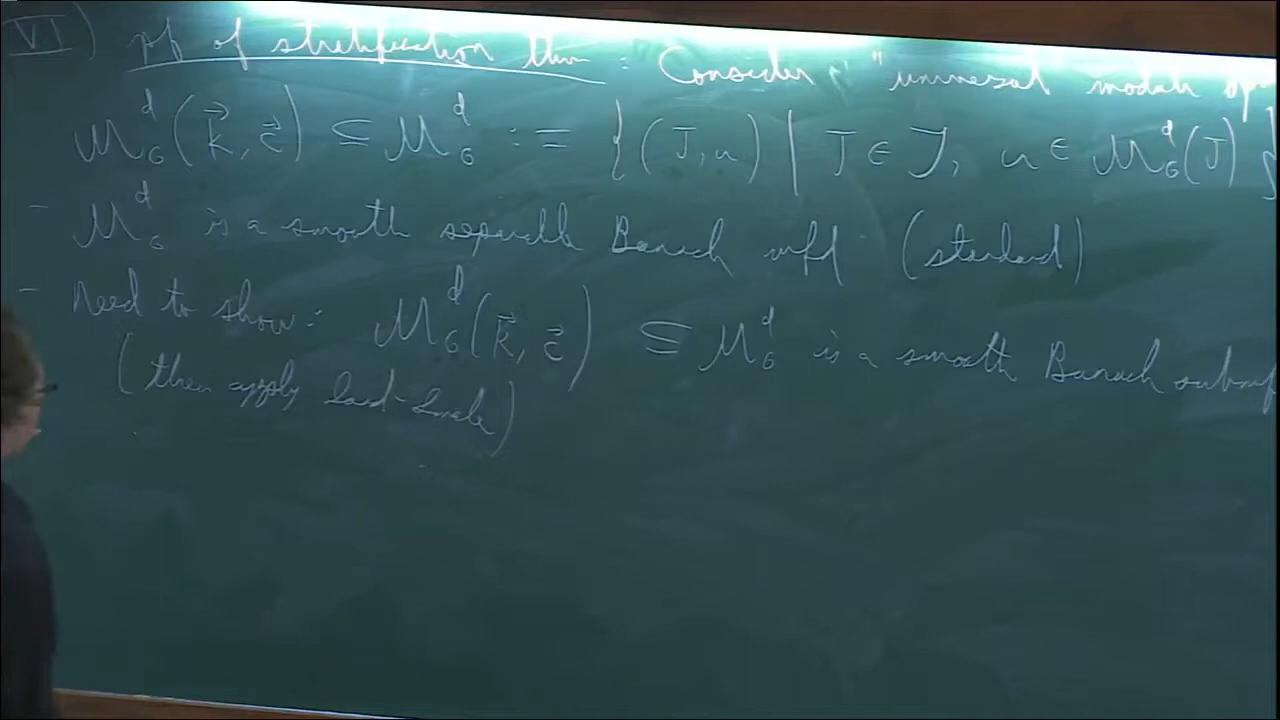 VI) pf of stratification thm : Consider "universal" moduli sp
M^d_G(k⃗, c⃗) ⊆ M^d_G := {(J, u) | J ∈ 𝒥, u ∈ M^d_G(J)}
- M^d_G is a smooth separable Banach mfd (standard)
- Need to show: M^d_G(k⃗, c⃗) ⊆ M^d_G is a smooth Banach submf
(then apply Sard-Smale)